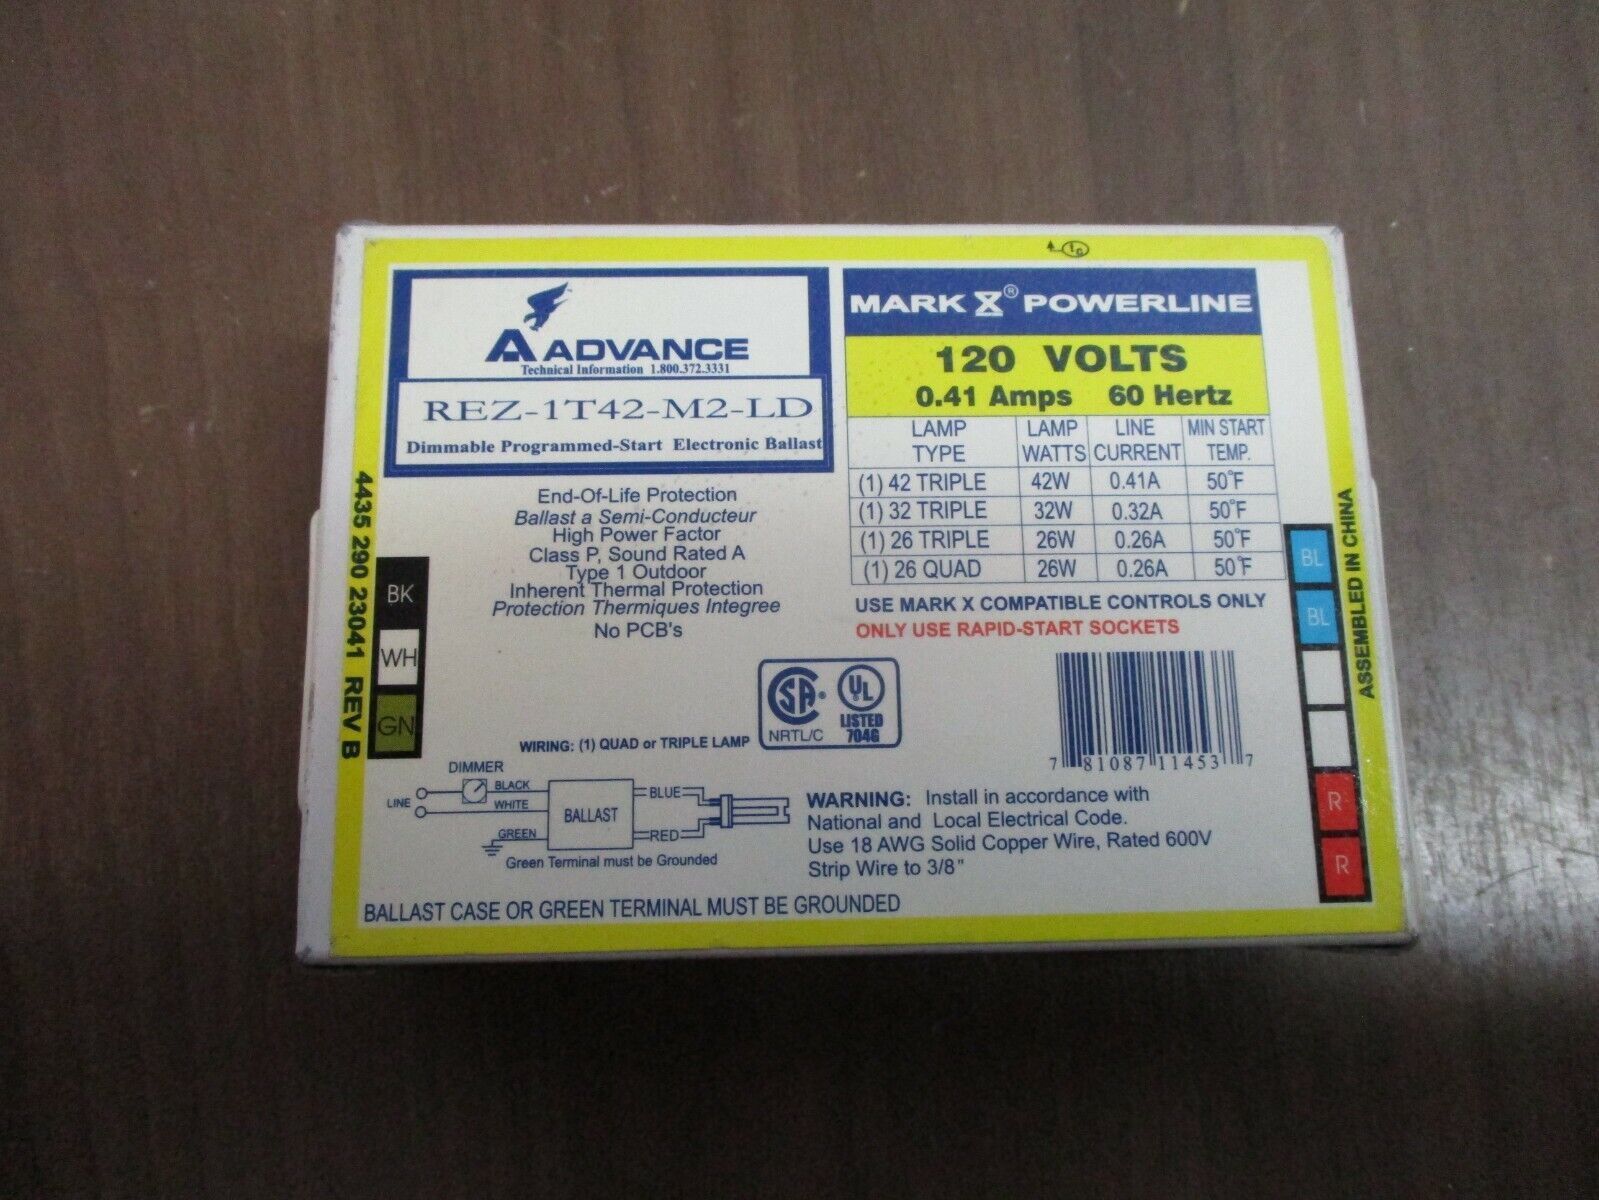 tc
ADVANCE
Technical Information 1.800.372.3331
REZ-1T42-M2-LD
Dimmable Programmed-Start Electronic Ballast
End-Of-Life Protection
Ballast a Semi-Conducteur
High Power Factor
Class P, Sound Rated A
Type 1 Outdoor
Inherent Thermal Protection
Protection Thermiques Integree
No PCB's
MARK X® POWERLINE
120 VOLTS
0.41 Amps 60 Hertz
LAMP TYPE LAMP WATTS LINE CURRENT MIN START TEMP.
(1) 42 TRIPLE 42W 0.41A 50°F
(1) 32 TRIPLE 32W 0.32A 50°F
(1) 26 TRIPLE 26W 0.26A 50°F
(1) 26 QUAD 26W 0.26A 50°F
USE MARK X COMPATIBLE CONTROLS ONLY
ONLY USE RAPID-START SOCKETS
4435 290 23041 REV B
BK
WH
GN
SA®
NRTL/C
UL
LISTED
704G
7 81087 11453 7
WIRING: (1) QUAD or TRIPLE LAMP
DIMMER
LINE
BLACK
WHITE
GREEN
BALLAST
BLUE
RED
Green Terminal must be Grounded
WARNING: Install in accordance with
National and Local Electrical Code.
Use 18 AWG Solid Copper Wire, Rated 600V
Strip Wire to 3/8"
BALLAST CASE OR GREEN TERMINAL MUST BE GROUNDED
BL
BL
R
R
ASSEMBLED IN CHINA